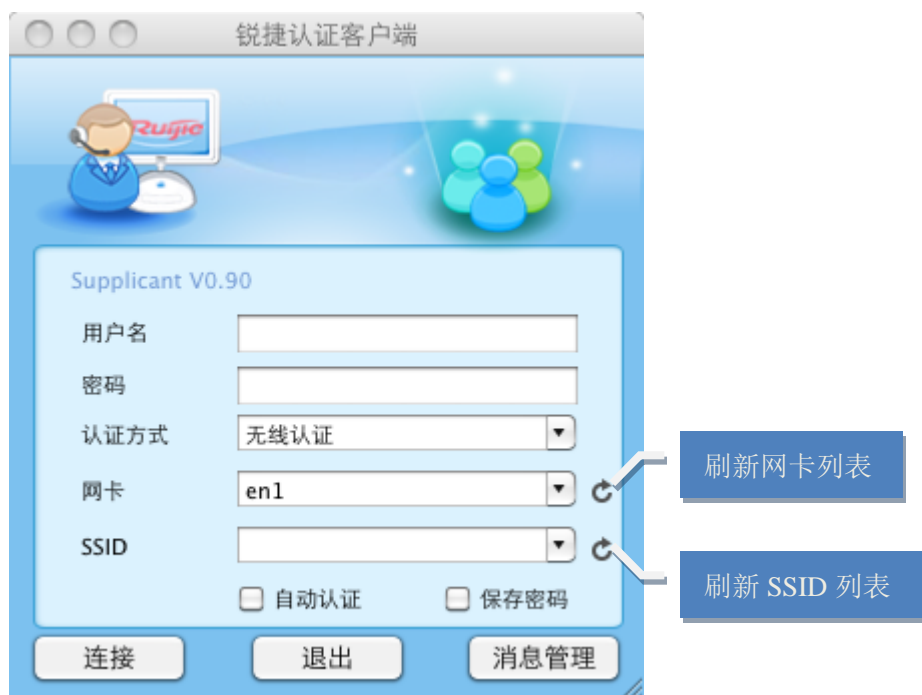 锐捷认证客户端
Ruijie
Supplicant V0.90
用户名
密码
认证方式 无线认证
网卡 en1
刷新网卡列表
SSID
刷新 SSID 列表
自动认证 保存密码
连接 退出 消息管理